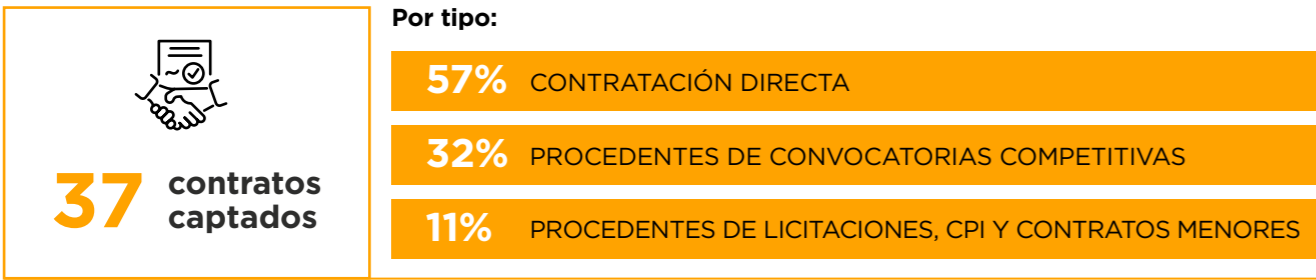 37 contratos
captados
Por tipo:
57% CONTRATACIÓN DIRECTA
32% PROCEDENTES DE CONVOCATORIAS COMPETITIVAS
11% PROCEDENTES DE LICITACIONES, CPI Y CONTRATOS MENORES